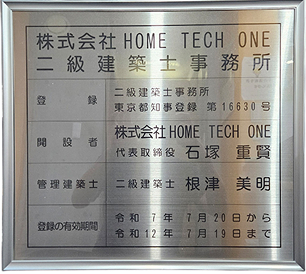 株式会社 HOME TECH ONE
二級建築士事務所
登録 二級建築士事務所
東京都知事登録 第16630号
開設者 株式会社 HOME TECH ONE
代表取締役 石塚 重賢
管理建築士 二級建築士 根津 美明
登録の有効期間 令和 7年 7月20日から
令和12年 7月19日まで